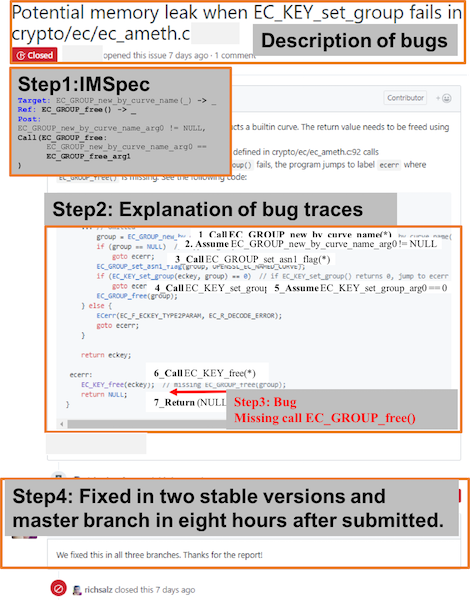 Potential memory leak when EC_KEY_set_group fails in
crypto/ec/ec_ameth.c
Description of bugs
Closed
opened this issue 7 days ago · 1 comment
Step1:IMSpec
Target: EC_GROUP_new_by_curve_name(_) -> _
Ref: EC_GROUP_free() -> _
Post:
EC_GROUP_new_by_curve_name_arg0 != NULL,
Call(EC_GROUP_free:
EC_GROUP_new_by_curve_name_arg0 ==
EC_GROUP_free_arg1
}
Contributor
cts a builtin curve. The return value needs to be freed using
defined in crypto/ec/ec_ameth.c:92 calls
fails, the program jumps to label ecerr where
is missing. See the following code:
Step2: Explanation of bug traces
group = EC_GROUP_new_by
1_Call EC_GROUP_new_by_curve_name(*)
if (group == NULL)
2. Assume EC_GROUP_new_by_curve_name_arg0 != NULL
goto ecerr
3_Call EC_GROUP_set_asn1_flag(*)
EC_GROUP_set_asn1_flag(group, OPENSSL_EC_NAMED_CURVE);
if (EC_KEY_set_group(eckey, group) == 0) // if EC_KEY_set_group() returns 0, jump to ecerr
goto ecer
4_Call EC_KEY_set_grou
5_Assume EC_KEY_set_group_arg0 == 0
EC_GROUP_free(group);
} else {
ECerr(EC_F_ECKEY_TYPE2PARAM, EC_R_DECODE_ERROR);
goto ecerr;
}
return eckey;
ecerr:
6_Call EC_KEY_free(*)
EC_KEY_free(eckey); // missing EC_GROUP_free(group);
return NULL;
7_Return (NULL
}
Step3: Bug
Missing call EC_GROUP_free()
Step4: Fixed in two stable versions and
master branch in eight hours after submitted.
We fixed this in all three branches. Thanks for the report!
richsalz closed this 7 days ago